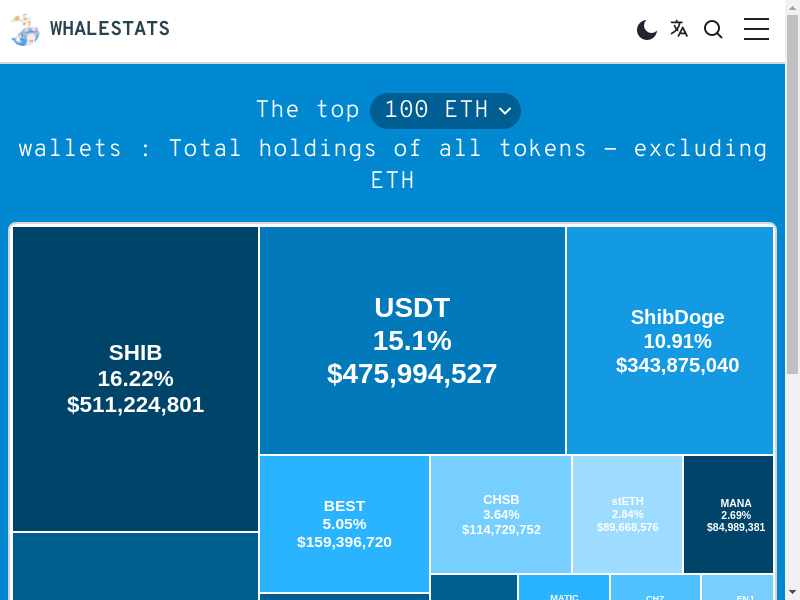 WHALESTATS
The top 100 ETH
wallets : Total holdings of all tokens – excluding
ETH
SHIB
16.22%
$511,224,801
USDT
15.1%
$475,994,527
ShibDoge
10.91%
$343,875,040
BEST
5.05%
$159,396,720
CHSB
3.64%
$114,729,752
stETH
2.84%
$89,668,576
MANA
2.69%
$84,989,381
MATIC
CHZ
ENJ